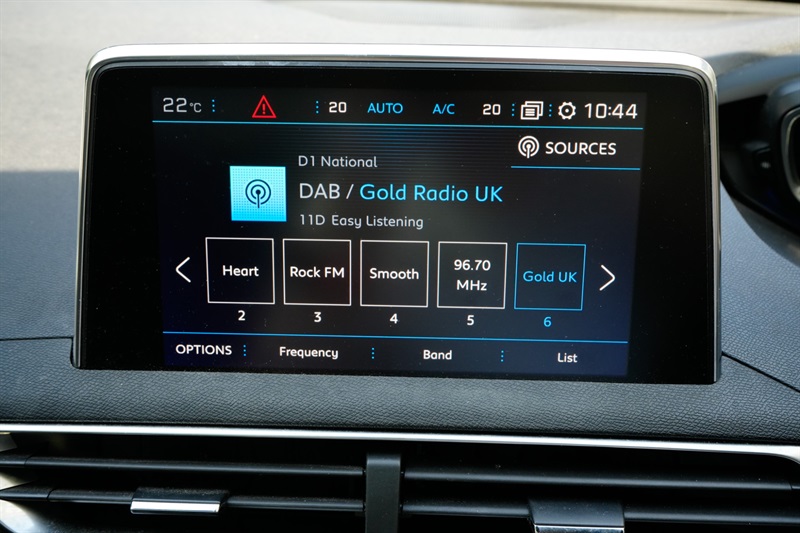 22°C 20 AUTO A/C 20 10:44
SOURCES
D1 National
DAB / Gold Radio UK
11D Easy Listening
Heart Rock FM Smooth 96.70 MHz Gold UK
2 3 4 5 6
OPTIONS Frequency Band List